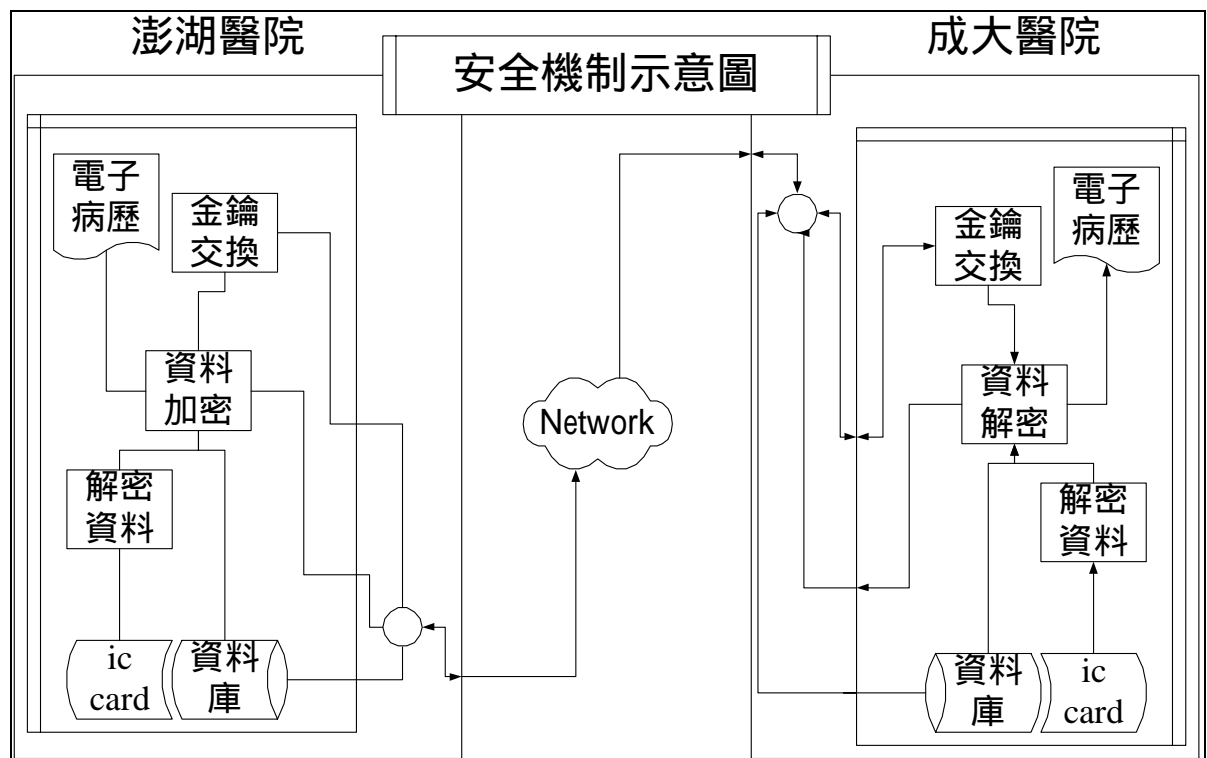 澎湖醫院
安全機制示意圖
成大醫院
電子
病歷
金鑰
交換
資料
加密
解密
資料
ic
card
資料
庫
Network
金鑰
交換
電子
病歷
資料
解密
解密
資料
資料
庫
ic
card